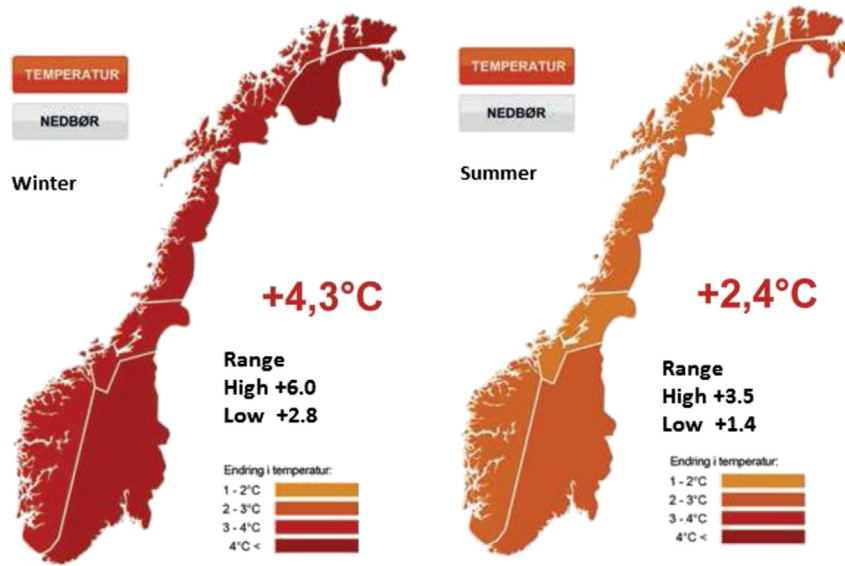 TEMPERATUR
NEDBØR
Winter
+4,3°C
Range
High +6.0
Low +2.8
Endring i temperatur:
1 - 2°C
2 - 3°C
3 - 4°C
4°C <
TEMPERATUR
NEDBØR
Summer
+2,4°C
Range
High +3.5
Low +1.4
Endring i temperatur:
1 - 2°C
2 - 3°C
3 - 4°C
4°C <